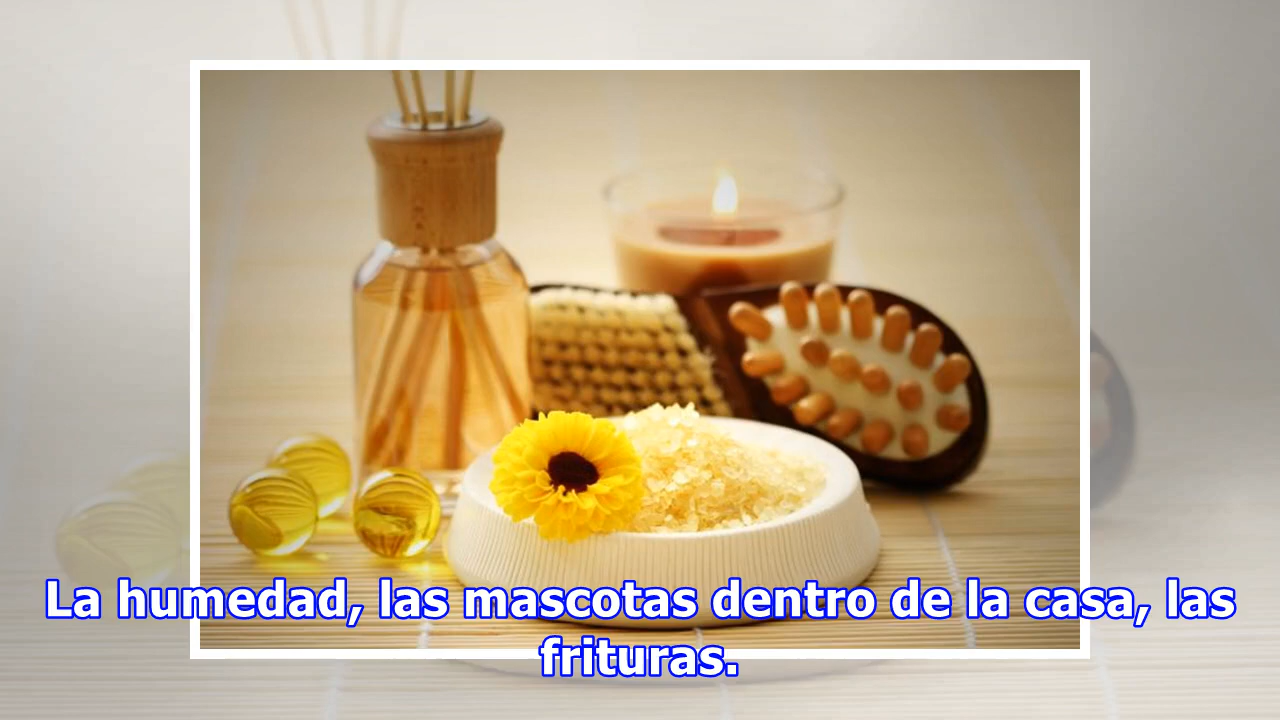 La humedad, las mascotas dentro de la casa, las
frituras.